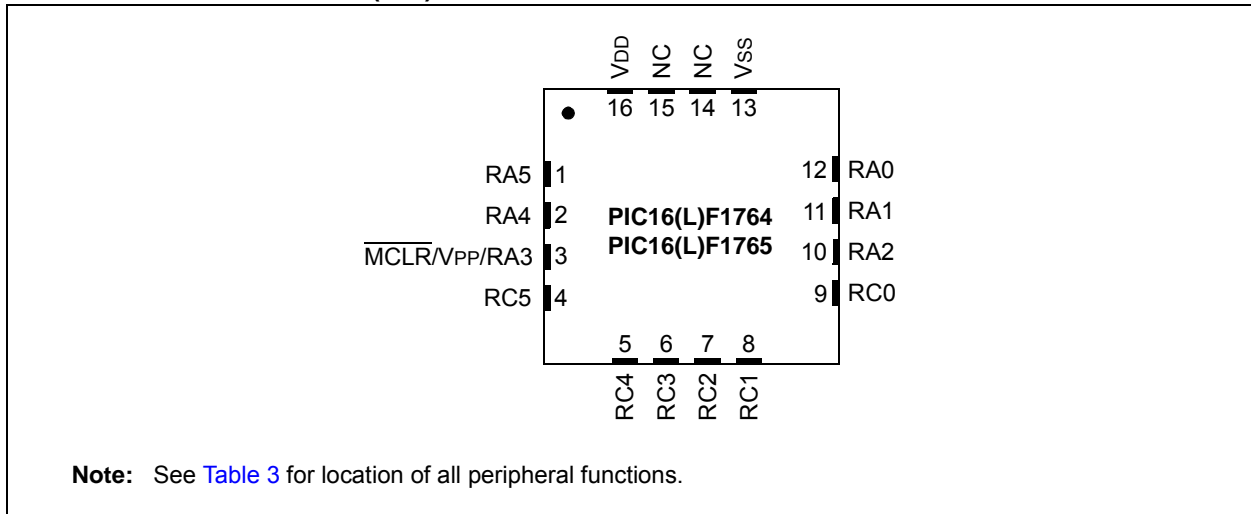 VDD NC NC VSS
16 15 14 13
RA5 1 12 RA0
RA4 2 PIC16(L)F1764 11 RA1
MCLR/VPP/RA3 3 PIC16(L)F1765 10 RA2
RC5 4 9 RC0
5 6 7 8
RC4 RC3 RC2 RC1
Note: See Table 3 for location of all peripheral functions.